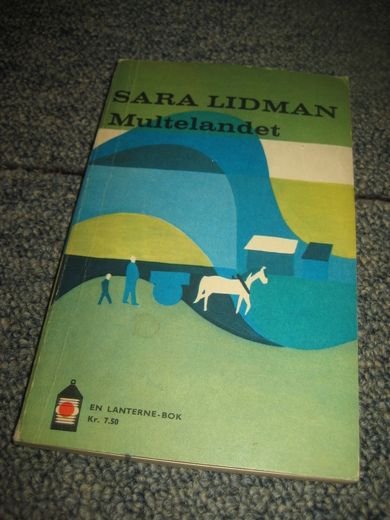 SARA LIDMAN
Multelandet
EN LANTERNE-BOK
Kr. 7.50